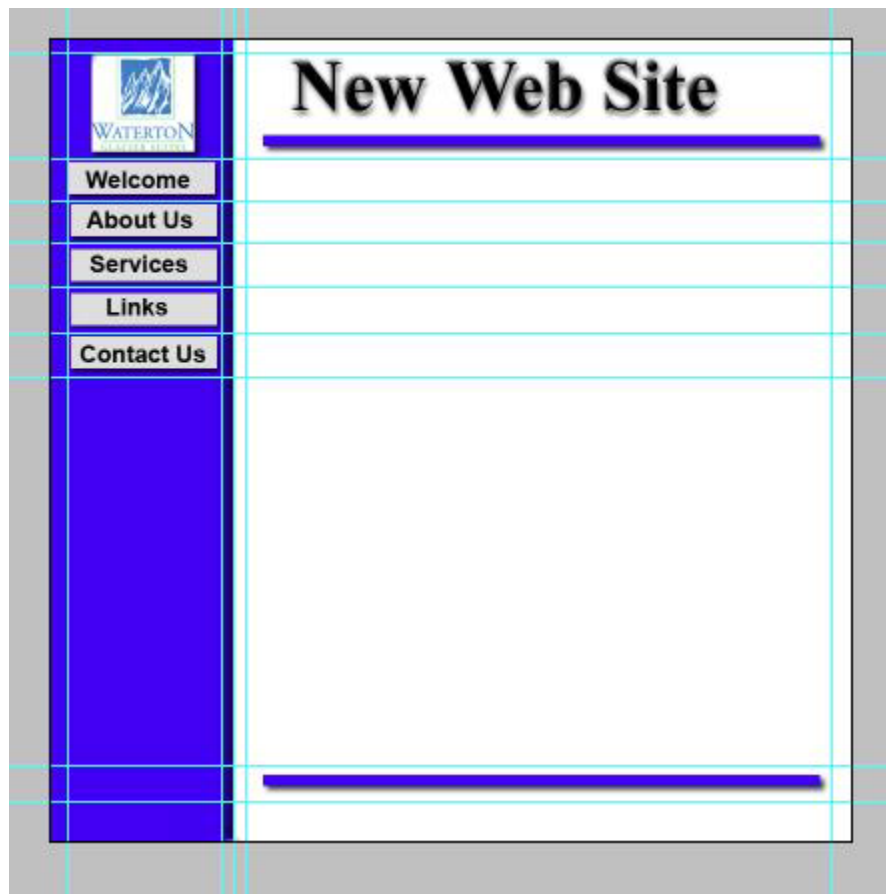 WATERTON
New Web Site
Welcome
About Us
Services
Links
Contact Us